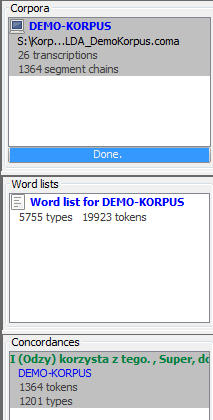 Corpora
DEMO-KORPUS
S:\Korp...LDA_DemoKorpus.coma
26 transcriptions
1364 segment chains
Done.
Word lists
Word list for DEMO-KORPUS
5755 types 19923 tokens
Concordances
I (Odzy) korzysta z tego. , Super, do
DEMO-KORPUS
1364 tokens
1201 types